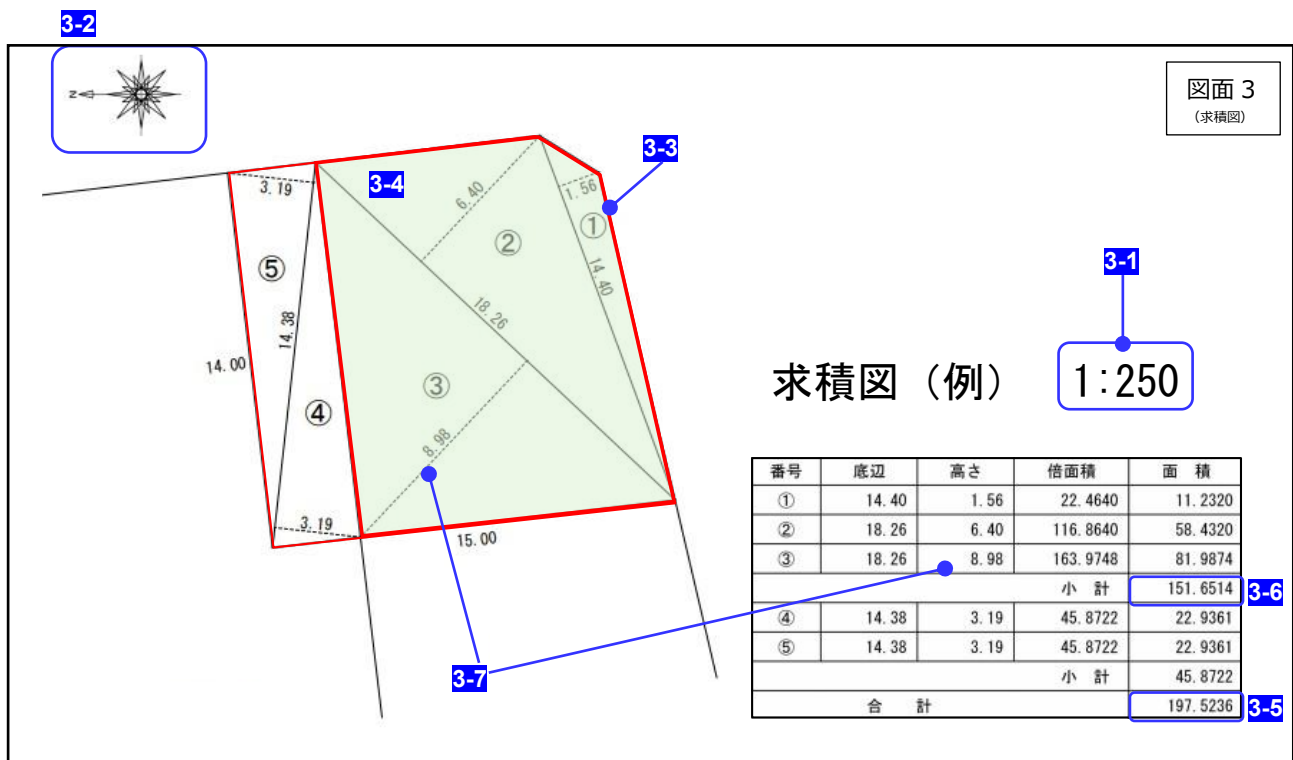 3-2
z
図面 3
(求積図)
3-3
3-4
3.19
6.40
1.56
①
②
⑤
14.40
3-1
18.26
14.38
14.00
求積図 (例) 1:250
③
④
8.98
3.19
15.00
番号 底辺 高さ 倍面積 面 積
① 14.40 1.56 22.4640 11.2320
② 18.26 6.40 116.8640 58.4320
③ 18.26 8.98 163.9748 81.9874
小 計 151.6514 3-6
④ 14.38 3.19 45.8722 22.9361
⑤ 14.38 3.19 45.8722 22.9361
小 計 45.8722
合 計 197.5236 3-5
3-7